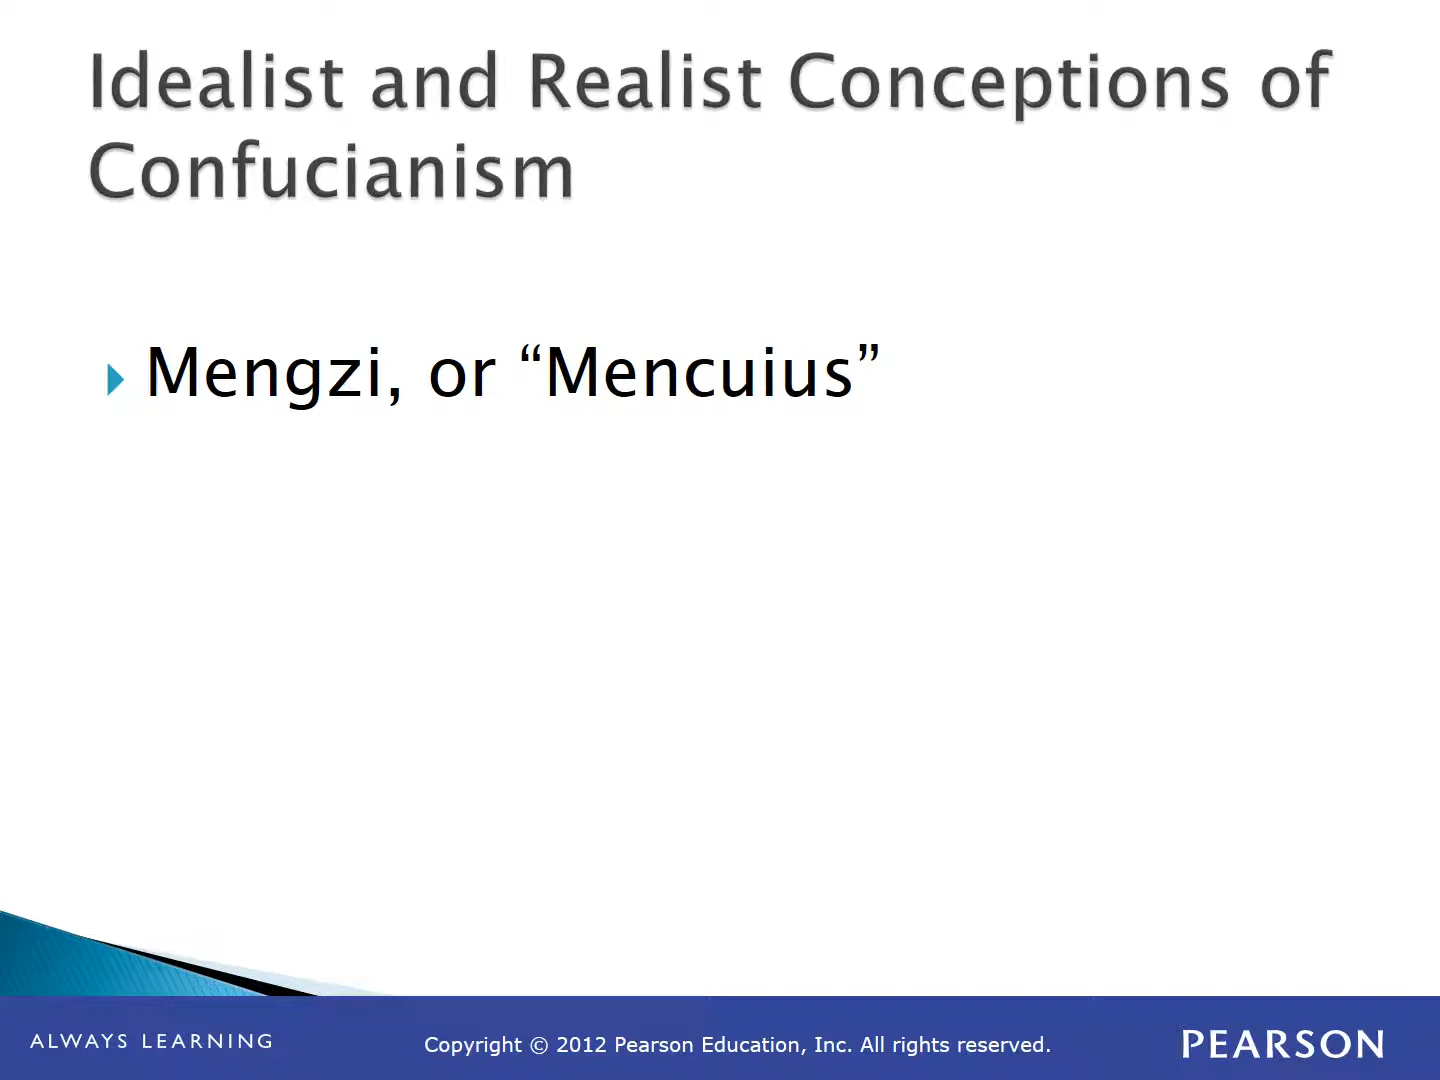 Idealist and Realist Conceptions of
Confucianism
Mengzi, or “Mencuius”
ALWAYS LEARNING
Copyright © 2012 Pearson Education, Inc. All rights reserved.
PEARSON